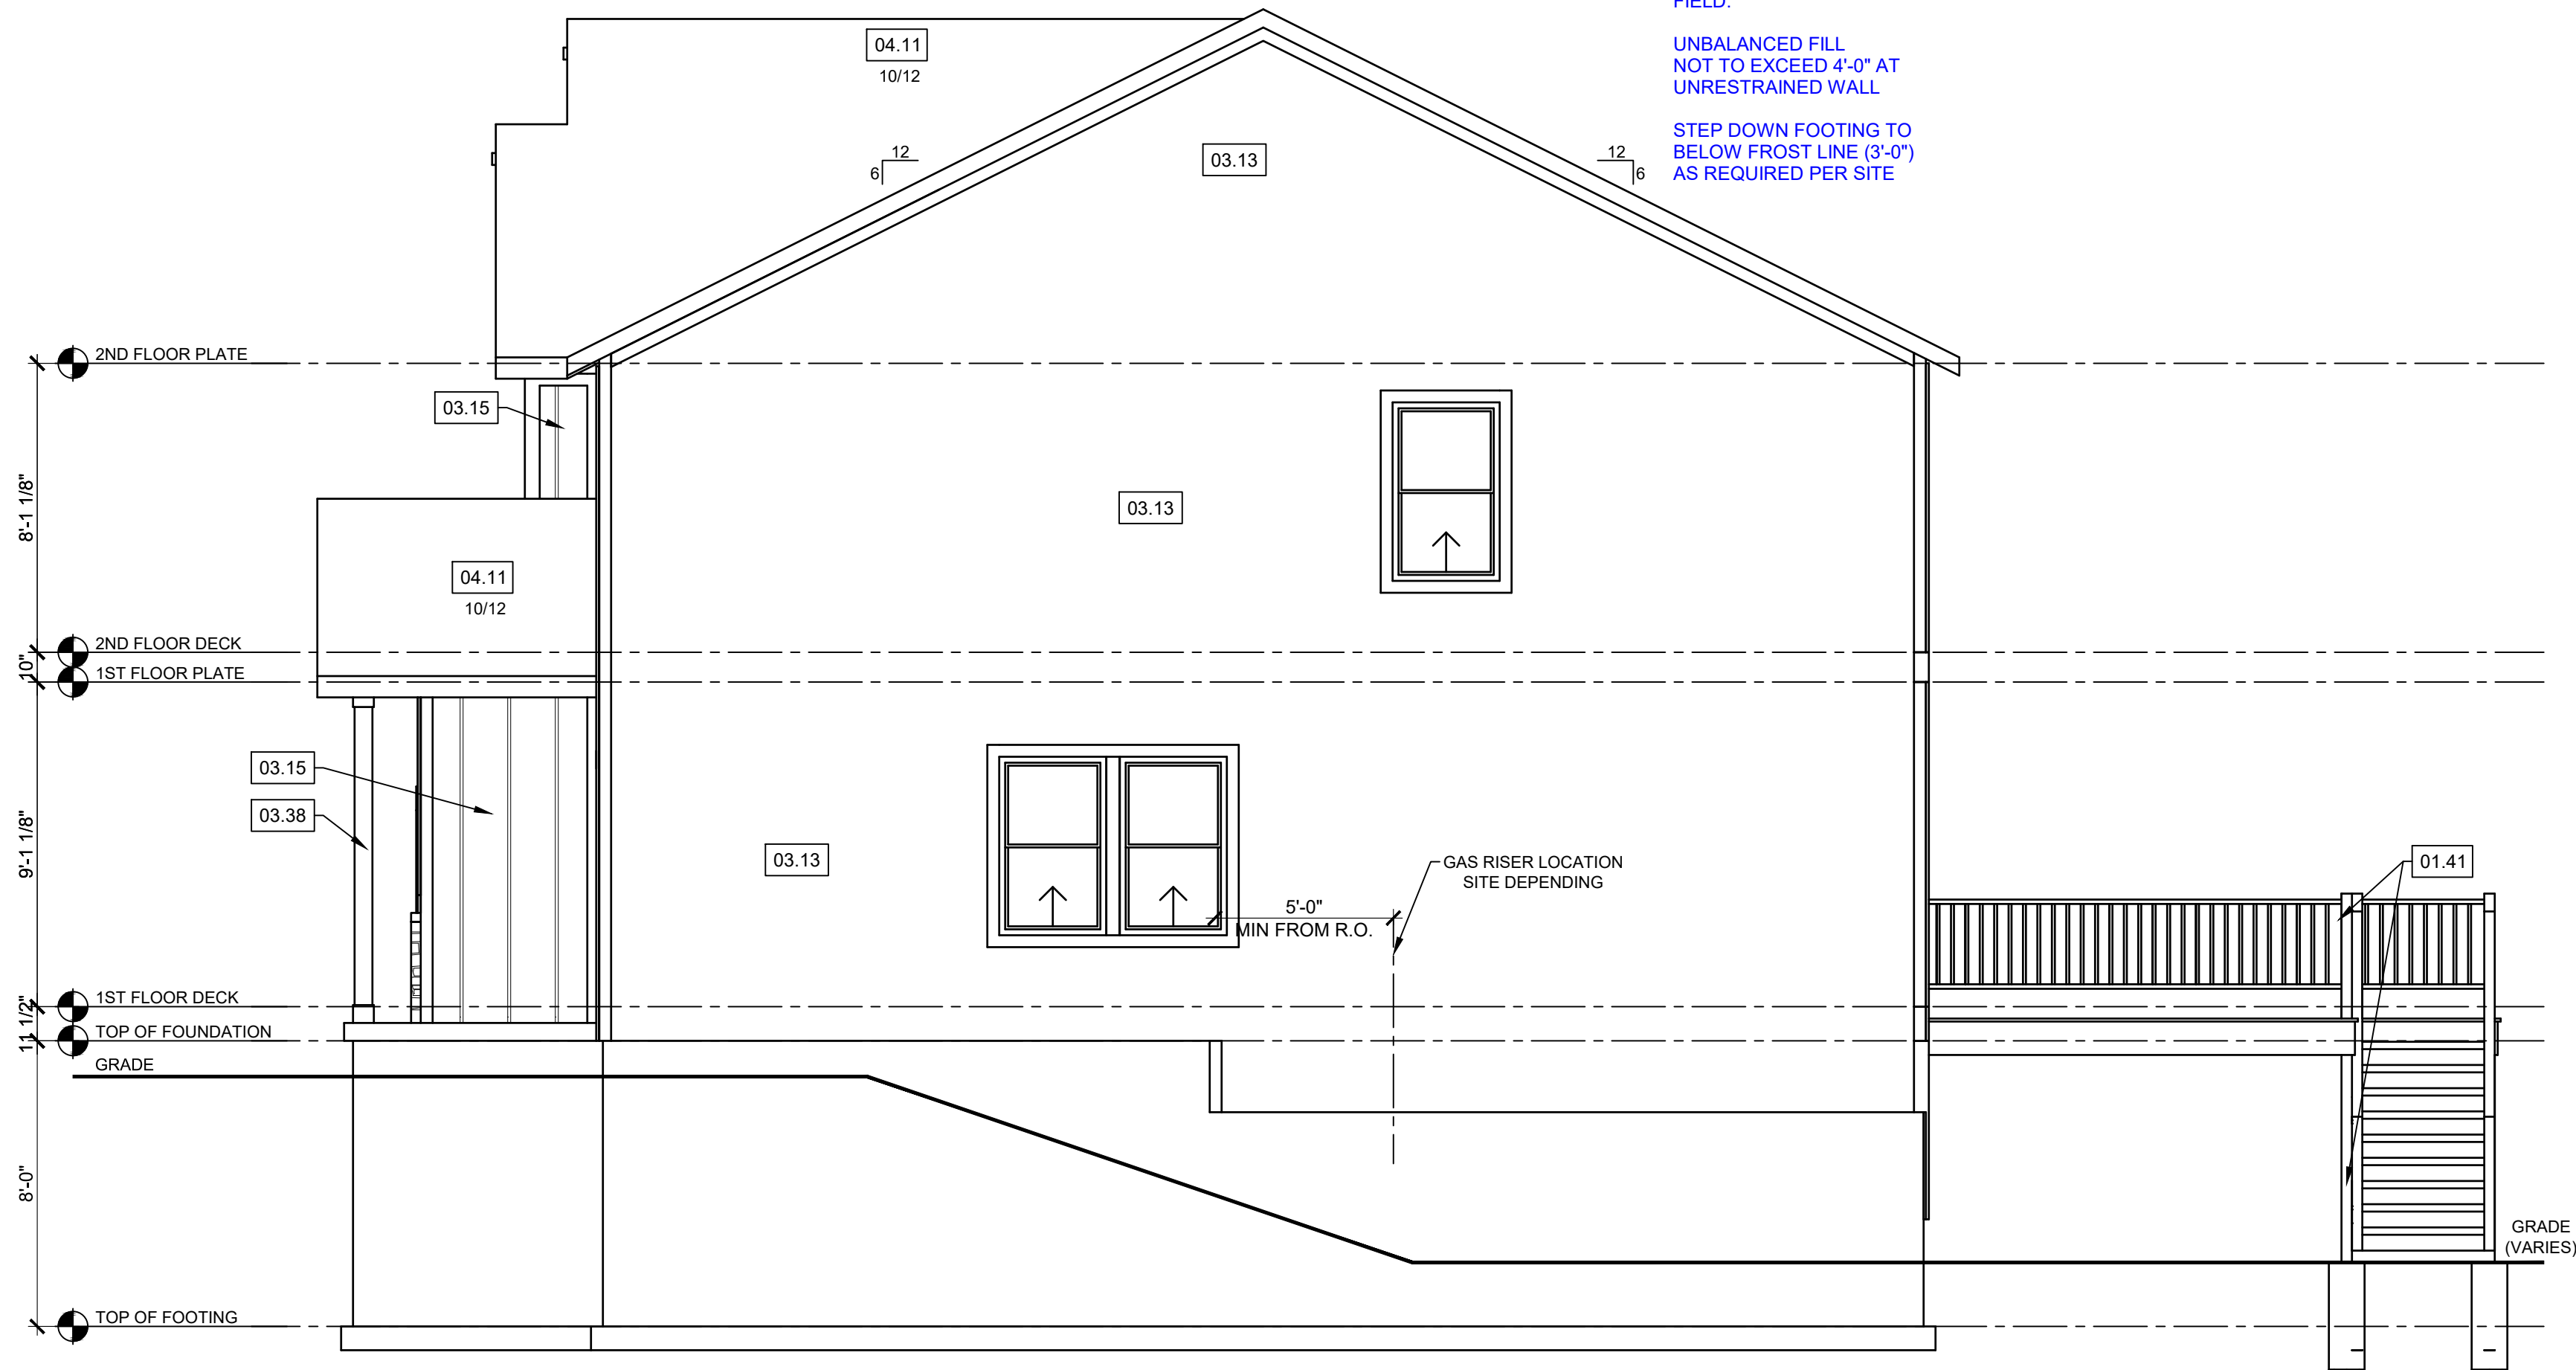 FIELD.
UNBALANCED FILL
NOT TO EXCEED 4'-0" AT
UNRESTRAINED WALL
STEP DOWN FOOTING TO
BELOW FROST LINE (3'-0")
AS REQUIRED PER SITE
04.11
10/12
12
6
03.13
12
6
2ND FLOOR PLATE
03.15
8'-1 1/8"
03.13
04.11
10/12
2ND FLOOR DECK
10"
1ST FLOOR PLATE
03.15
03.38
9'-1 1/8"
03.13
GAS RISER LOCATION
SITE DEPENDING
01.41
5'-0"
MIN FROM R.O.
1ST FLOOR DECK
11 1/2"
TOP OF FOUNDATION
GRADE
8'-0"
GRADE
(VARIES)
TOP OF FOOTING